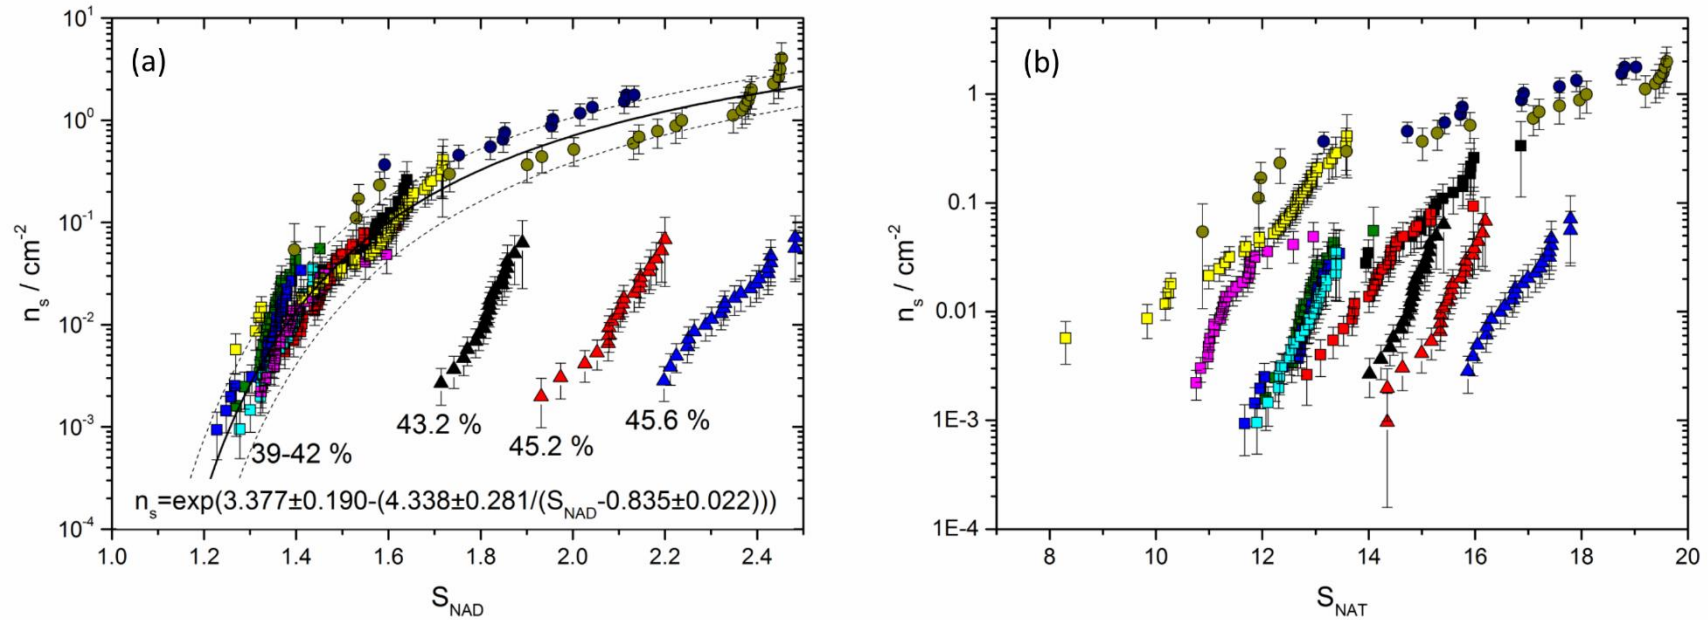 (a)
10¹
10⁰
10⁻¹
10⁻²
10⁻³
10⁻⁴
nₛ / cm⁻²
43.2 %
45.2 %
45.6 %
39-42 %
nₛ=exp(3.377±0.190-(4.338±0.281/(S_NAD-0.835±0.022)))
1.0 1.2 1.4 1.6 1.8 2.0 2.2 2.4
S_NAD
(b)
1
0.1
0.01
1E-3
1E-4
nₛ / cm⁻²
8 10 12 14 16 18 20
S_NAT